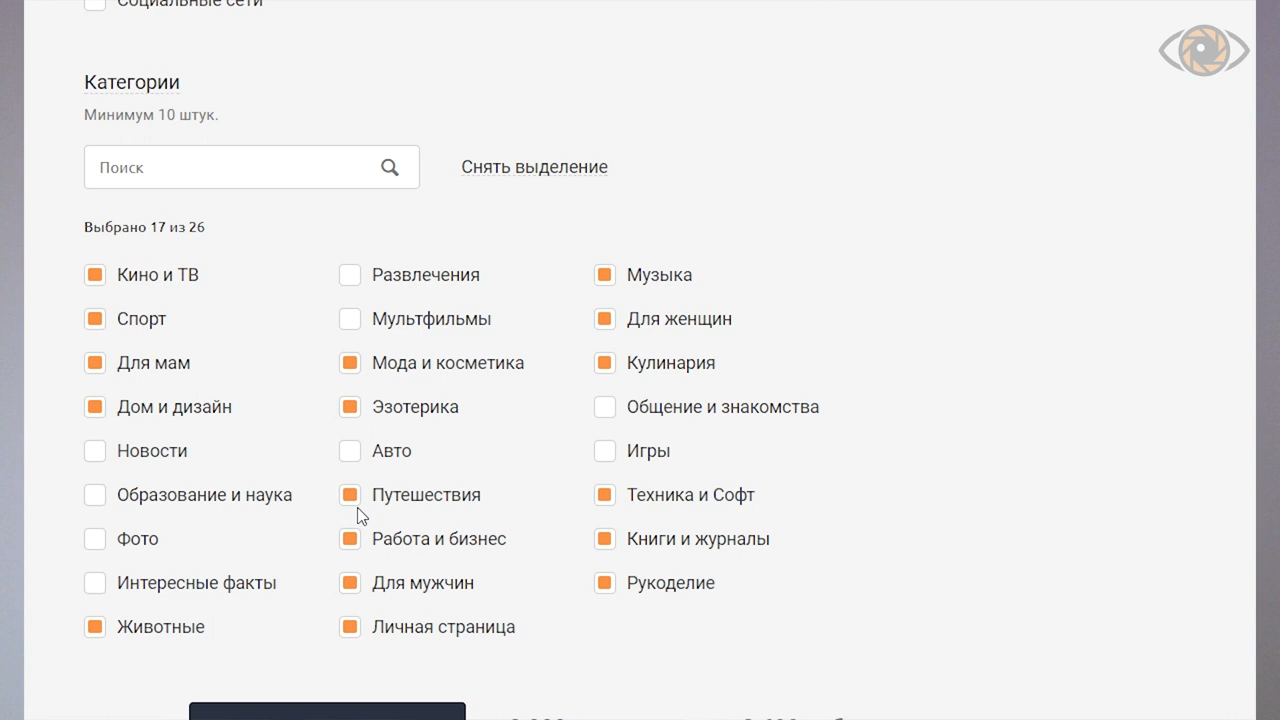 Социальные сети
Категории
Минимум 10 штук.
Поиск
Снять выделение
Выбрано 17 из 26
Кино и ТВ Развлечения Музыка
Спорт Мультфильмы Для женщин
Для мам Мода и косметика Кулинария
Дом и дизайн Эзотерика Общение и знакомства
Новости Авто Игры
Образование и наука Путешествия Техника и Софт
Фото Работа и бизнес Книги и журналы
Интересные факты Для мужчин Рукоделие
Животные Личная страница